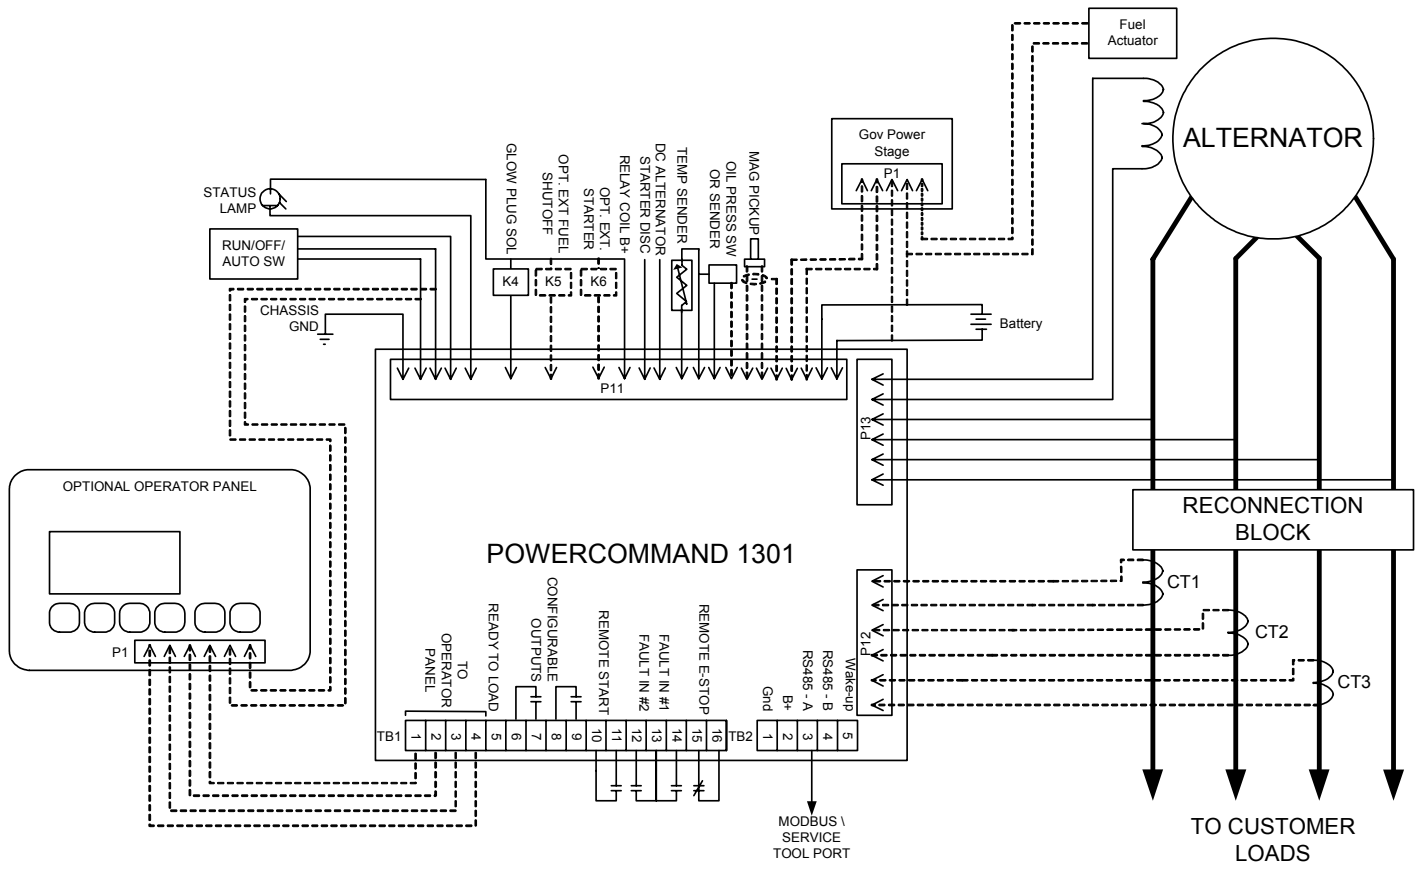 Fuel
Actuator
ALTERNATOR
Gov Power
Stage
P1
STATUS
LAMP
RUN/OFF/
AUTO SW
CHASSIS
GND
GLOW PLUG SOL
OPT. EXT FUEL
SHUTOFF
OPT. EXT.
STARTER
RELAY COIL B+
STARTER DISC
DC ALTERNATOR
TEMP SENDER
OIL PRESS SW
OR SENDER
MAG PICKUP
K4
K5
K6
Battery
P11
P13
OPTIONAL OPERATOR PANEL
P1
POWERCOMMAND 1301
RECONNECTION
BLOCK
CT1
CT2
CT3
P12
TO
OPERATOR
PANEL
READY TO LOAD
CONFIGURABLE
OUTPUTS
REMOTE START
FAULT IN #2
FAULT IN #1
REMOTE E-STOP
Gnd
B+
RS485 - A
RS485 - B
Wake-up
TB1
1 2 3 4 5 6 7 8 9 10 11 12 13 14 15 16
TB2
1 2 3 4 5
MODBUS \
SERVICE
TOOL PORT
TO CUSTOMER
LOADS